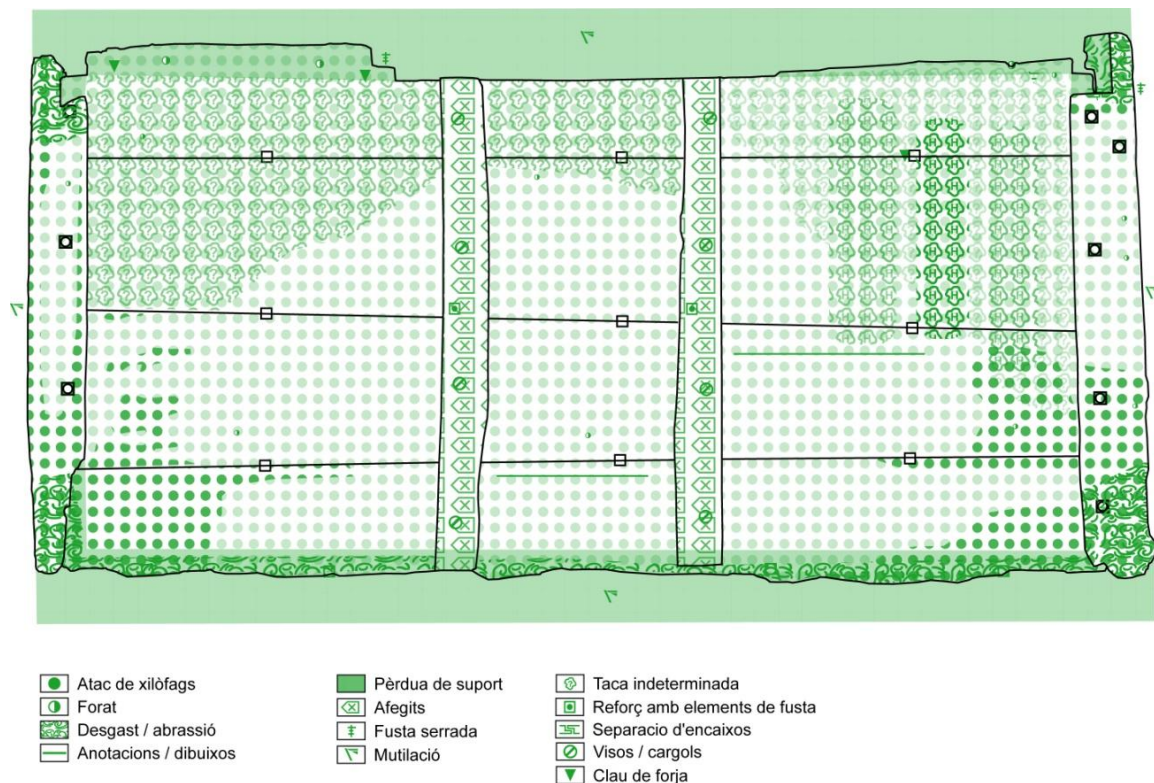 Atac de xilòfags
Forat
Desgast / abrassió
Anotacions / dibuixos
Pèrdua de suport
Afegits
Fusta serrada
Mutilació
Taca indeterminada
Reforç amb elements de fusta
Separacio d'encaixos
Visos / cargols
Clau de forja